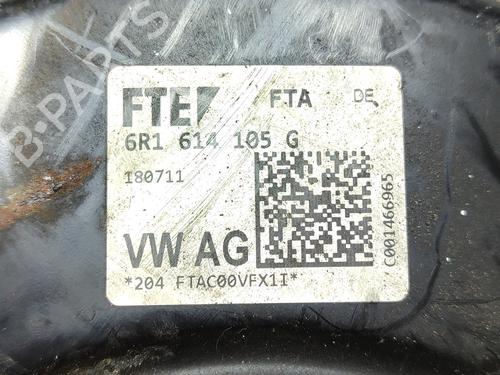 B-PARTS
FTE FTA DE
6R1 614 105 G
180711
VW AG
C001466965
*204 FTAC00VFX1I*